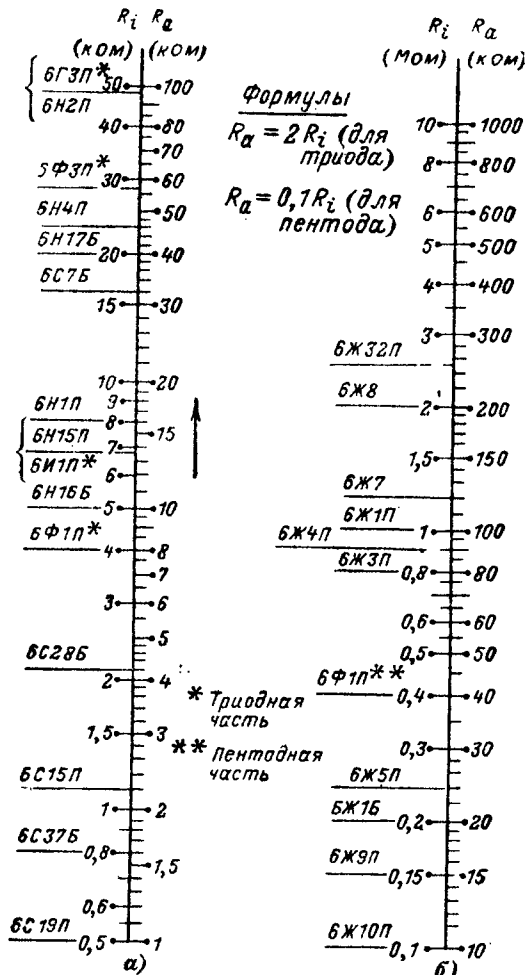 Ri Ra
(ком) (ком)
6Г3П*
50 100
6Н2П
40 80
70
5Ф3П*
30 60
50
6Н4П
6Н17Б
20 40
6С7Б
15 30
10 20
9
6Н1П
8
15
6Н15П
7
6И1П*
6
6Н16Б
5 10
6Ф1П*
4 8
7
3 6
5
6С28Б
2 4
1,5 3
6С15П
1 2
6С37Б
0,8
1,5
0,6
6С19П
0,5 1
а)
Формулы
Ra = 2Ri (для
триода)
Ra = 0,1Ri (для
пентода)
* Триодная
часть
** Пентодная
часть
Ri Ra
(Мом) (ком)
10 1000
8 800
6 600
5 500
4 400
3 300
6Ж32П
6Ж8
2 200
1,5 150
6Ж7
6Ж1П
1 100
6Ж4П
6Ж3П
0,8 80
0,6 60
0,5 50
6Ф1П**
0,4 40
0,3 30
6Ж5П
6Ж1Б
0,2 20
6Ж9П
0,15 15
6Ж10П
0,1 10
б)